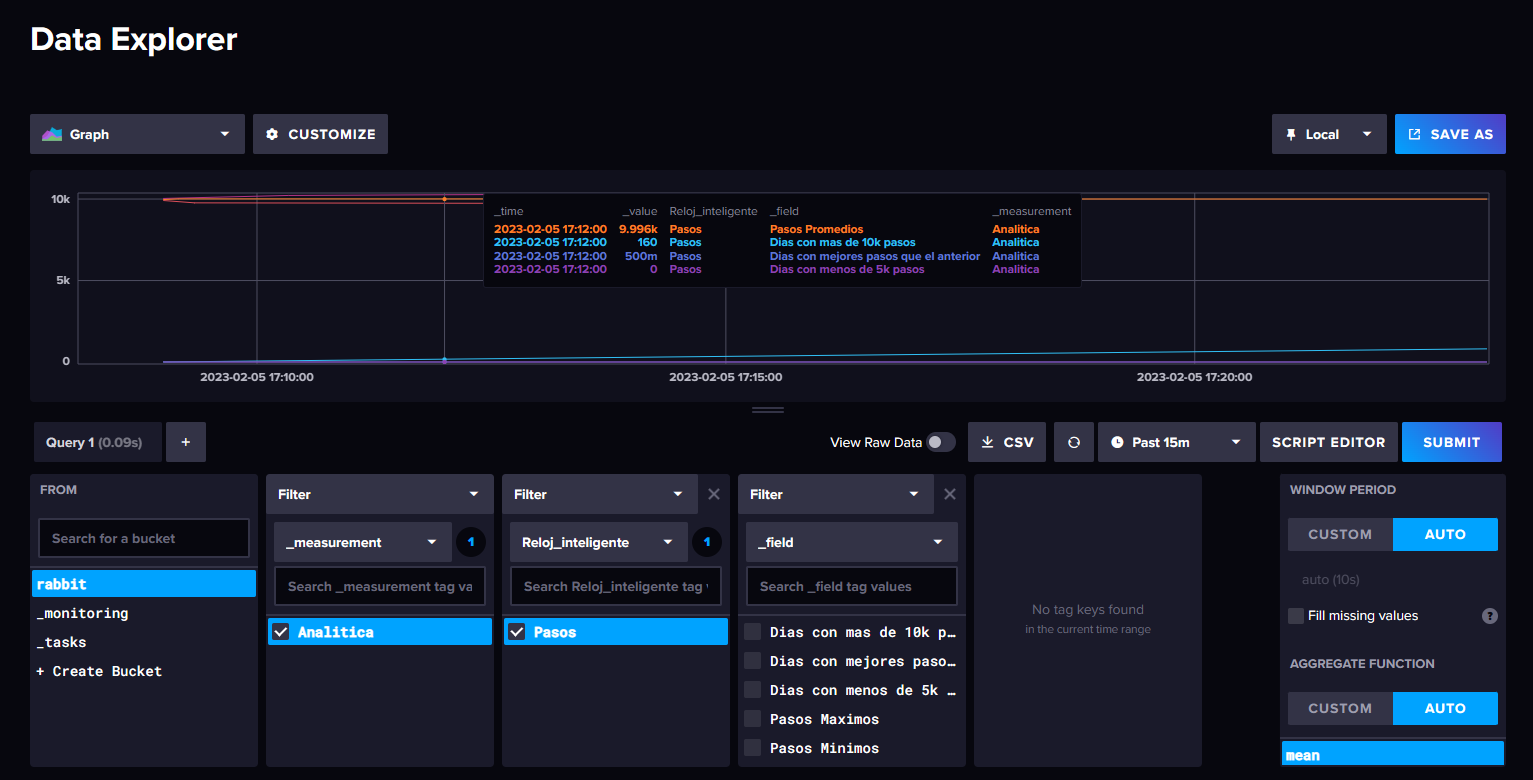 Data Explorer
Graph
CUSTOMIZE
Local
SAVE AS
10k
5k
0
_time _value Reloj_inteligente _field _measurement
2023-02-05 17:12:00 9.996k Pasos Pasos Promedios Analitica
2023-02-05 17:12:00 160 Pasos Dias con mas de 10k pasos Analitica
2023-02-05 17:12:00 500m Pasos Dias con mejores pasos que el anterior Analitica
2023-02-05 17:12:00 0 Pasos Dias con menos de 5k pasos Analitica
2023-02-05 17:10:00 2023-02-05 17:15:00 2023-02-05 17:20:00
Query 1 (0.09s)
+
View Raw Data
CSV
Past 15m
SCRIPT EDITOR
SUBMIT
FROM
Search for a bucket
rabbit
_monitoring
_tasks
+ Create Bucket
Filter
_measurement
1
Search _measurement tag va
Analitica
Filter
Reloj_inteligente
1
Search Reloj_inteligente tag
Pasos
Filter
_field
Search _field tag values
Dias con mas de 10k p…
Dias con mejores paso…
Dias con menos de 5k …
Pasos Maximos
Pasos Minimos
No tag keys found
in the current time range
WINDOW PERIOD
CUSTOM
AUTO
auto (10s)
Fill missing values
?
AGGREGATE FUNCTION
CUSTOM
AUTO
mean